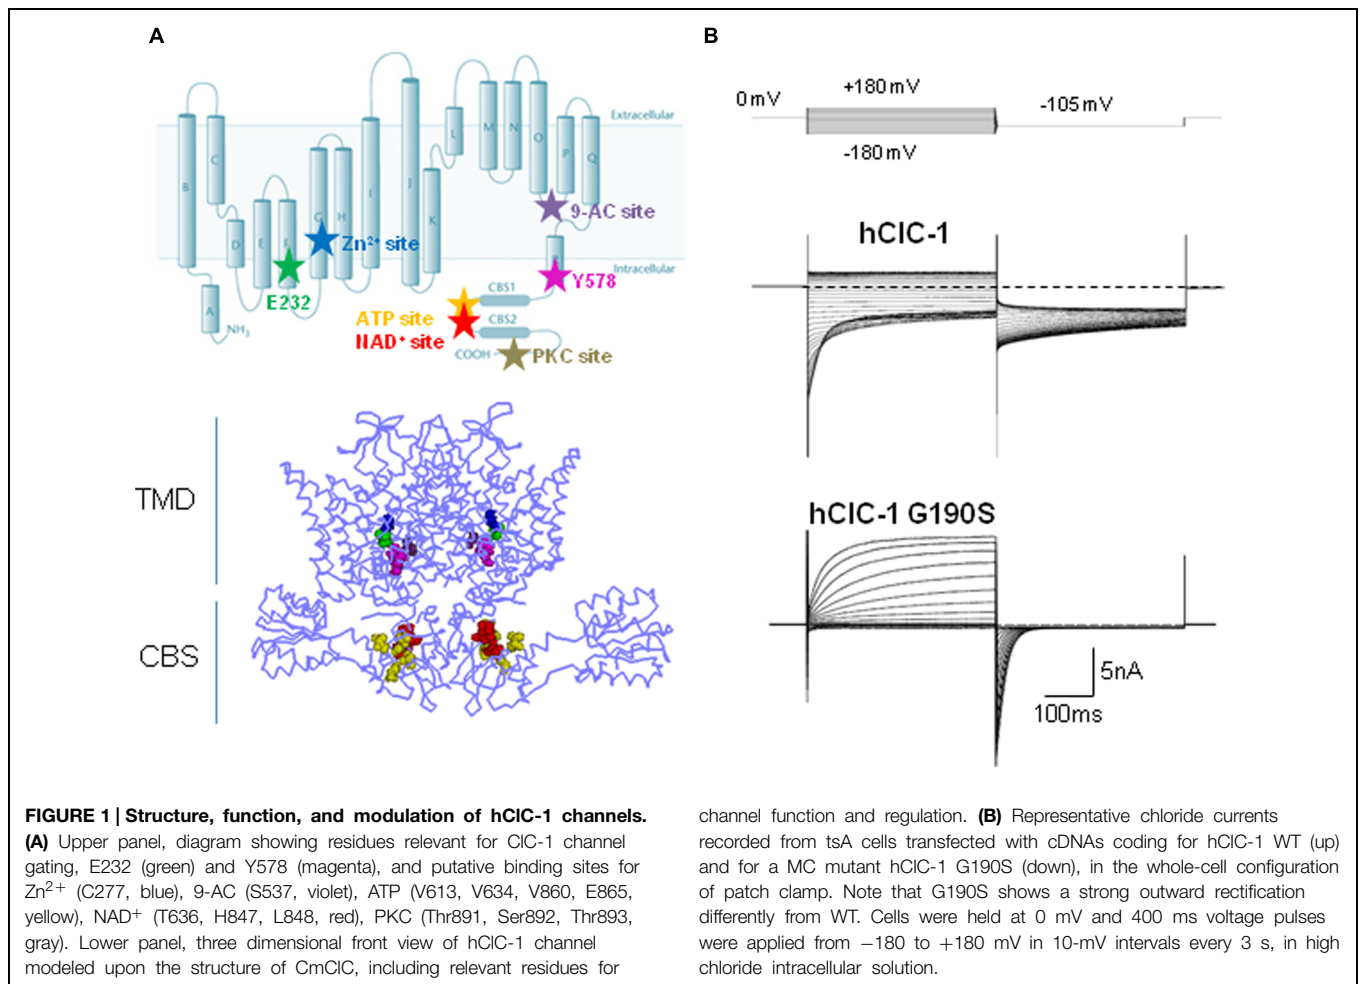 A
B
C
Extracellular
B
D
E
F
G
H
I
J
K
L
M
N
O
P
Q
A
NH3
9-AC site
Zn2+ site
Intracellular
Y578
E232
CBS1
ATP site
CBS2
NAD+ site
COOH
PKC site
TMD
CBS
B
0 mV
+180 mV
-105 mV
-180 mV
hClC-1
hClC-1 G190S
5nA
100ms
FIGURE 1 | Structure, function, and modulation of hClC-1 channels.
(A) Upper panel, diagram showing residues relevant for ClC-1 channel
gating, E232 (green) and Y578 (magenta), and putative binding sites for
Zn2+ (C277, blue), 9-AC (S537, violet), ATP (V613, V634, V860, E865,
yellow), NAD+ (T636, H847, L848, red), PKC (Thr891, Ser892, Thr893,
gray). Lower panel, three dimensional front view of hClC-1 channel
modeled upon the structure of CmClC, including relevant residues for
channel function and regulation. (B) Representative chloride currents
recorded from tsA cells transfected with cDNAs coding for hClC-1 WT (up)
and for a MC mutant hClC-1 G190S (down), in the whole-cell configuration
of patch clamp. Note that G190S shows a strong outward rectification
differently from WT. Cells were held at 0 mV and 400 ms voltage pulses
were applied from −180 to +180 mV in 10-mV intervals every 3 s, in high
chloride intracellular solution.